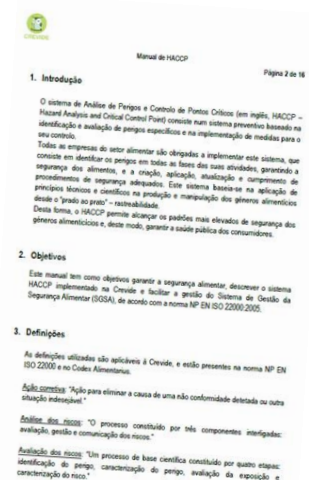 CREVIDE
Manual de HACCP
Página 2 de 16
1. Introdução
O sistema de Análise de Perigos e Controlo de Pontos Críticos (em inglês, HACCP –
Hazard Analysis and Critical Control Point) consiste num sistema preventivo baseado na
identificação e avaliação de perigos específicos e na implementação de medidas para o
seu controlo.
Todas as empresas do setor alimentar são obrigadas a implementar este sistema, que
consiste em identificar os perigos em todas as fases das suas atividades, garantindo a
segurança dos alimentos, e a criação, aplicação, atualização e cumprimento de
procedimentos de segurança adequados. Este sistema baseia-se na aplicação de
princípios técnicos e científicos na produção e manipulação dos géneros alimentícios
desde o "prado ao prato" – rastreabilidade.
Desta forma, o HACCP permite alcançar os padrões mais elevados de segurança dos
géneros alimentícios e, deste modo, garantir a saúde pública dos consumidores.
2. Objetivos
Este manual tem como objetivos garantir a segurança alimentar, descrever o sistema
HACCP implementado na Crevide e facilitar a gestão do Sistema de Gestão da
Segurança Alimentar (SGSA), de acordo com a norma NP EN ISO 22000:2005.
3. Definições
As definições utilizadas são aplicáveis à Crevide, e estão presentes na norma NP EN
ISO 22000 e no Codex Alimentarius.
Ação corretiva: "Ação para eliminar a causa de uma não conformidade detetada ou outra
situação indesejável."
Análise dos riscos: "O processo constituído por três componentes interligadas:
avaliação, gestão e comunicação dos riscos."
Avaliação dos riscos: "Um processo de base científica constituído por quatro etapas:
identificação do perigo, caracterização do perigo, avaliação da exposição e
caracterização do risco."